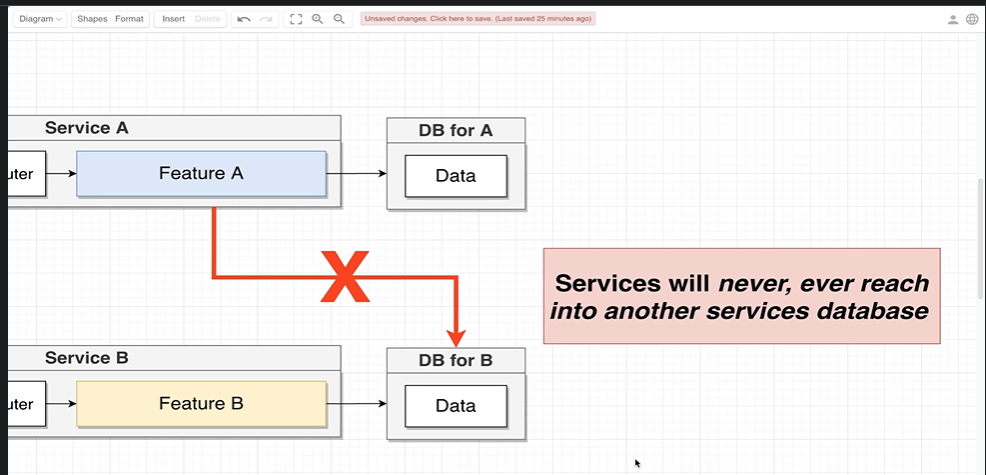 Diagram Shapes Format Insert Delete Unsaved changes. Click here to save. (Last saved 25 minutes ago)
Service A
DB for A
uter
Feature A
Data
X
Services will never, ever reach
into another services database
Service B
DB for B
uter
Feature B
Data